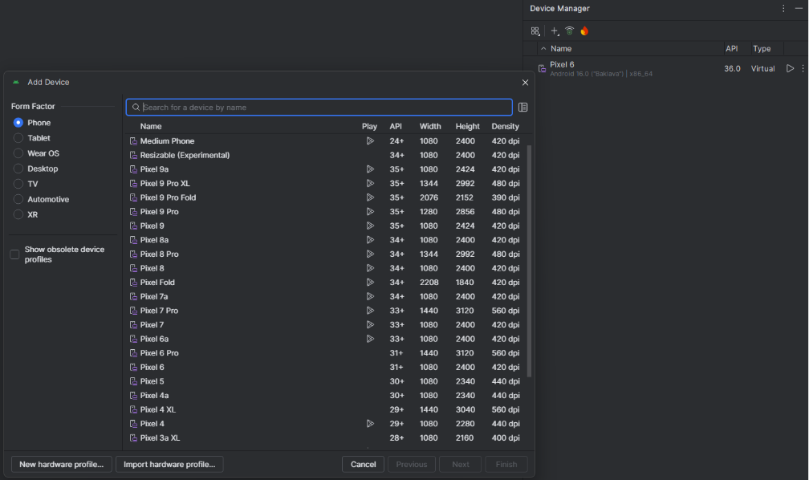 Device Manager
Name API Type
Pixel 6 36.0 Virtual
Android 16.0 ("Baklava") | x86_64
Add Device
Form Factor
Phone
Tablet
Wear OS
Desktop
TV
Automotive
XR
Show obsolete device
profiles
Search for a device by name
Name Play API Width Height Density
Medium Phone 24+ 1080 2400 420 dpi
Resizable (Experimental) 34+ 1080 2400 420 dpi
Pixel 9a 35+ 1080 2424 420 dpi
Pixel 9 Pro XL 35+ 1344 2992 480 dpi
Pixel 9 Pro Fold 35+ 2076 2152 390 dpi
Pixel 9 Pro 35+ 1280 2856 480 dpi
Pixel 9 35+ 1080 2424 420 dpi
Pixel 8a 34+ 1080 2400 420 dpi
Pixel 8 Pro 34+ 1344 2992 480 dpi
Pixel 8 34+ 1080 2400 420 dpi
Pixel Fold 34+ 2208 1840 420 dpi
Pixel 7a 34+ 1080 2400 420 dpi
Pixel 7 Pro 33+ 1440 3120 560 dpi
Pixel 7 33+ 1080 2400 420 dpi
Pixel 6a 33+ 1080 2400 420 dpi
Pixel 6 Pro 31+ 1440 3120 560 dpi
Pixel 6 31+ 1080 2400 420 dpi
Pixel 5 30+ 1080 2340 440 dpi
Pixel 4a 30+ 1080 2340 440 dpi
Pixel 4 XL 29+ 1440 3040 560 dpi
Pixel 4 29+ 1080 2280 440 dpi
Pixel 3a XL 28+ 1080 2160 400 dpi
New hardware profile... Import hardware profile... Cancel Previous Next Finish